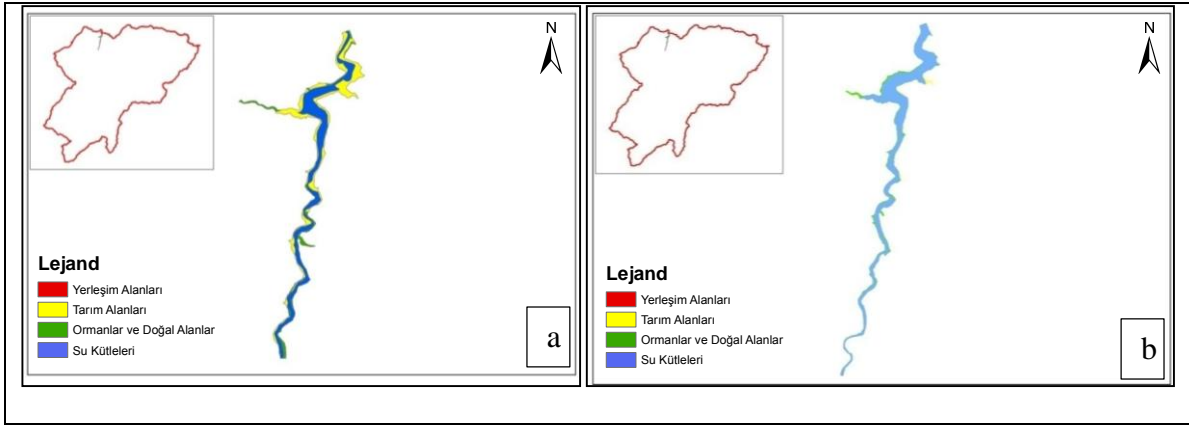 N
Lejand
Yerleşim Alanları
Tarım Alanları
Ormanlar ve Doğal Alanlar
Su Kütleleri
a
N
Lejand
Yerleşim Alanları
Tarım Alanları
Ormanlar ve Doğal Alanlar
Su Kütleleri
b